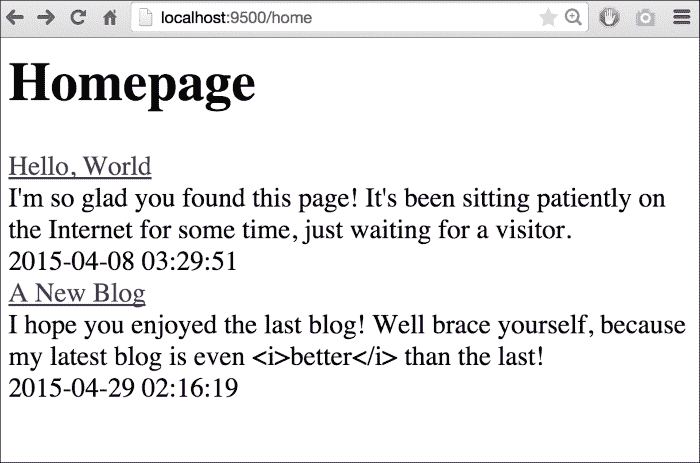 localhost:9500/home
Homepage
Hello, World
I'm so glad you found this page! It's been sitting patiently on
the Internet for some time, just waiting for a visitor.
2015-04-08 03:29:51
A New Blog
I hope you enjoyed the last blog! Well brace yourself, because
my latest blog is even <i>better</i> than the last!
2015-04-29 02:16:19